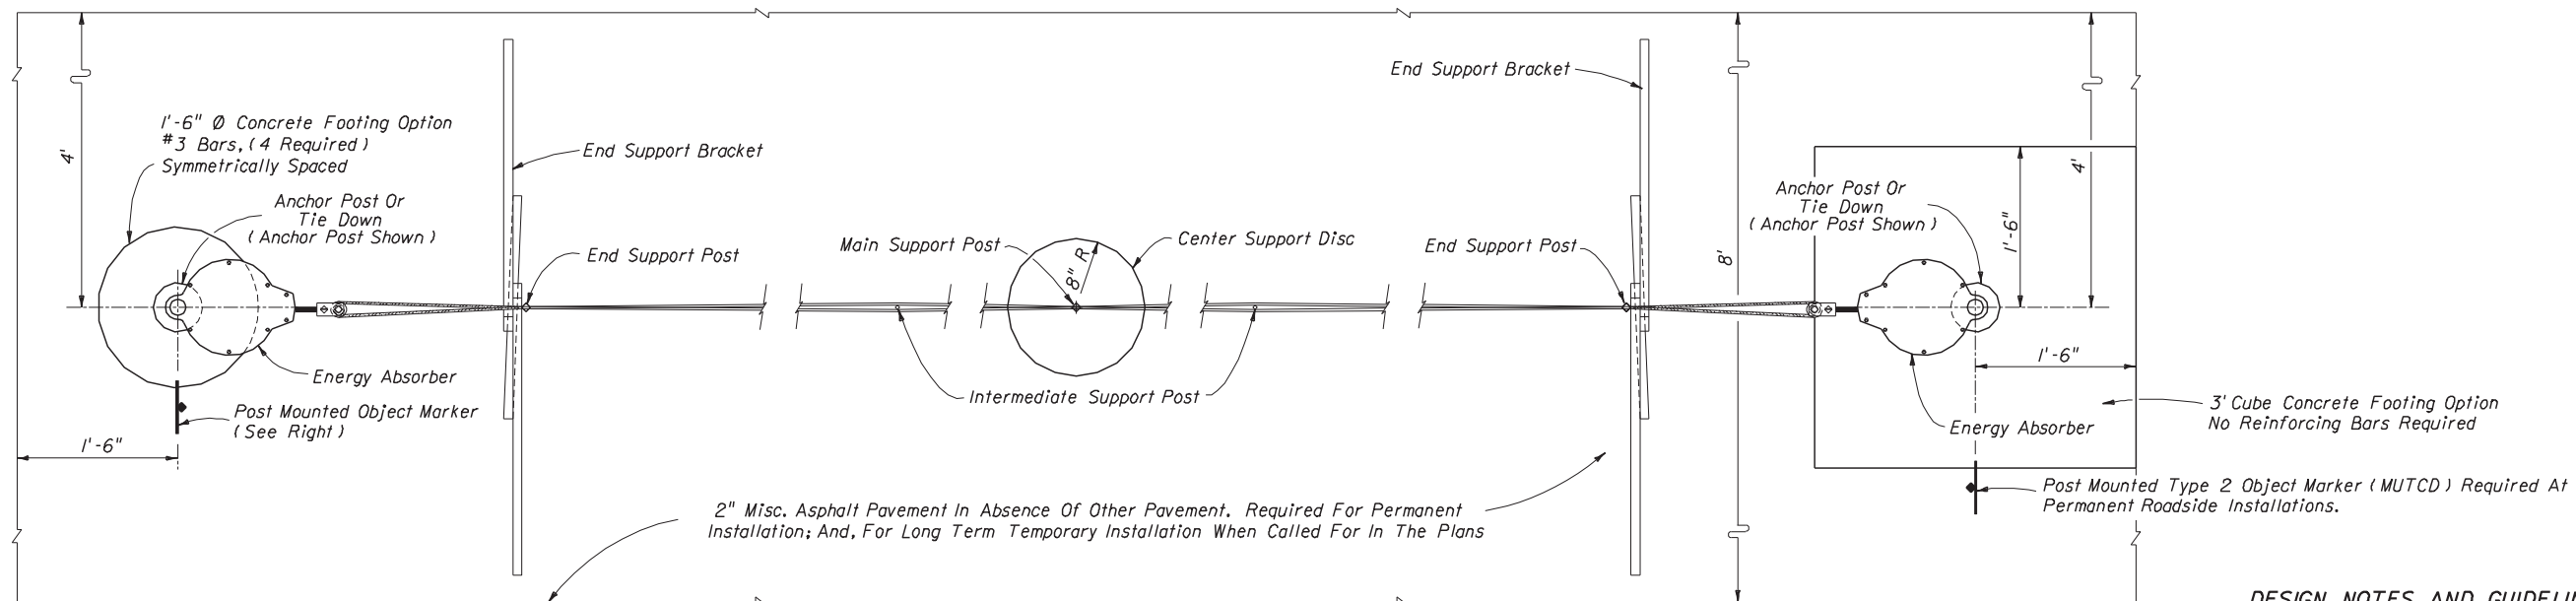 4'
1'-6" Ø Concrete Footing Option
#3 Bars, (4 Required)
Symmetrically Spaced
Anchor Post Or
Tie Down
(Anchor Post Shown)
End Support Bracket
End Support Post
Energy Absorber
Post Mounted Object Marker
(See Right)
1'-6"
Main Support Post
8" R
Center Support Disc
Intermediate Support Post
End Support Bracket
End Support Post
8'
Anchor Post Or
Tie Down
(Anchor Post Shown)
1'-6"
4'
1'-6"
Energy Absorber
3' Cube Concrete Footing Option
No Reinforcing Bars Required
Post Mounted Type 2 Object Marker (MUTCD) Required At
Permanent Roadside Installations.
2" Misc. Asphalt Pavement In Absence Of Other Pavement. Required For Permanent
Installation; And, For Long Term Temporary Installation When Called For In The Plans
DESIGN NOTES AND